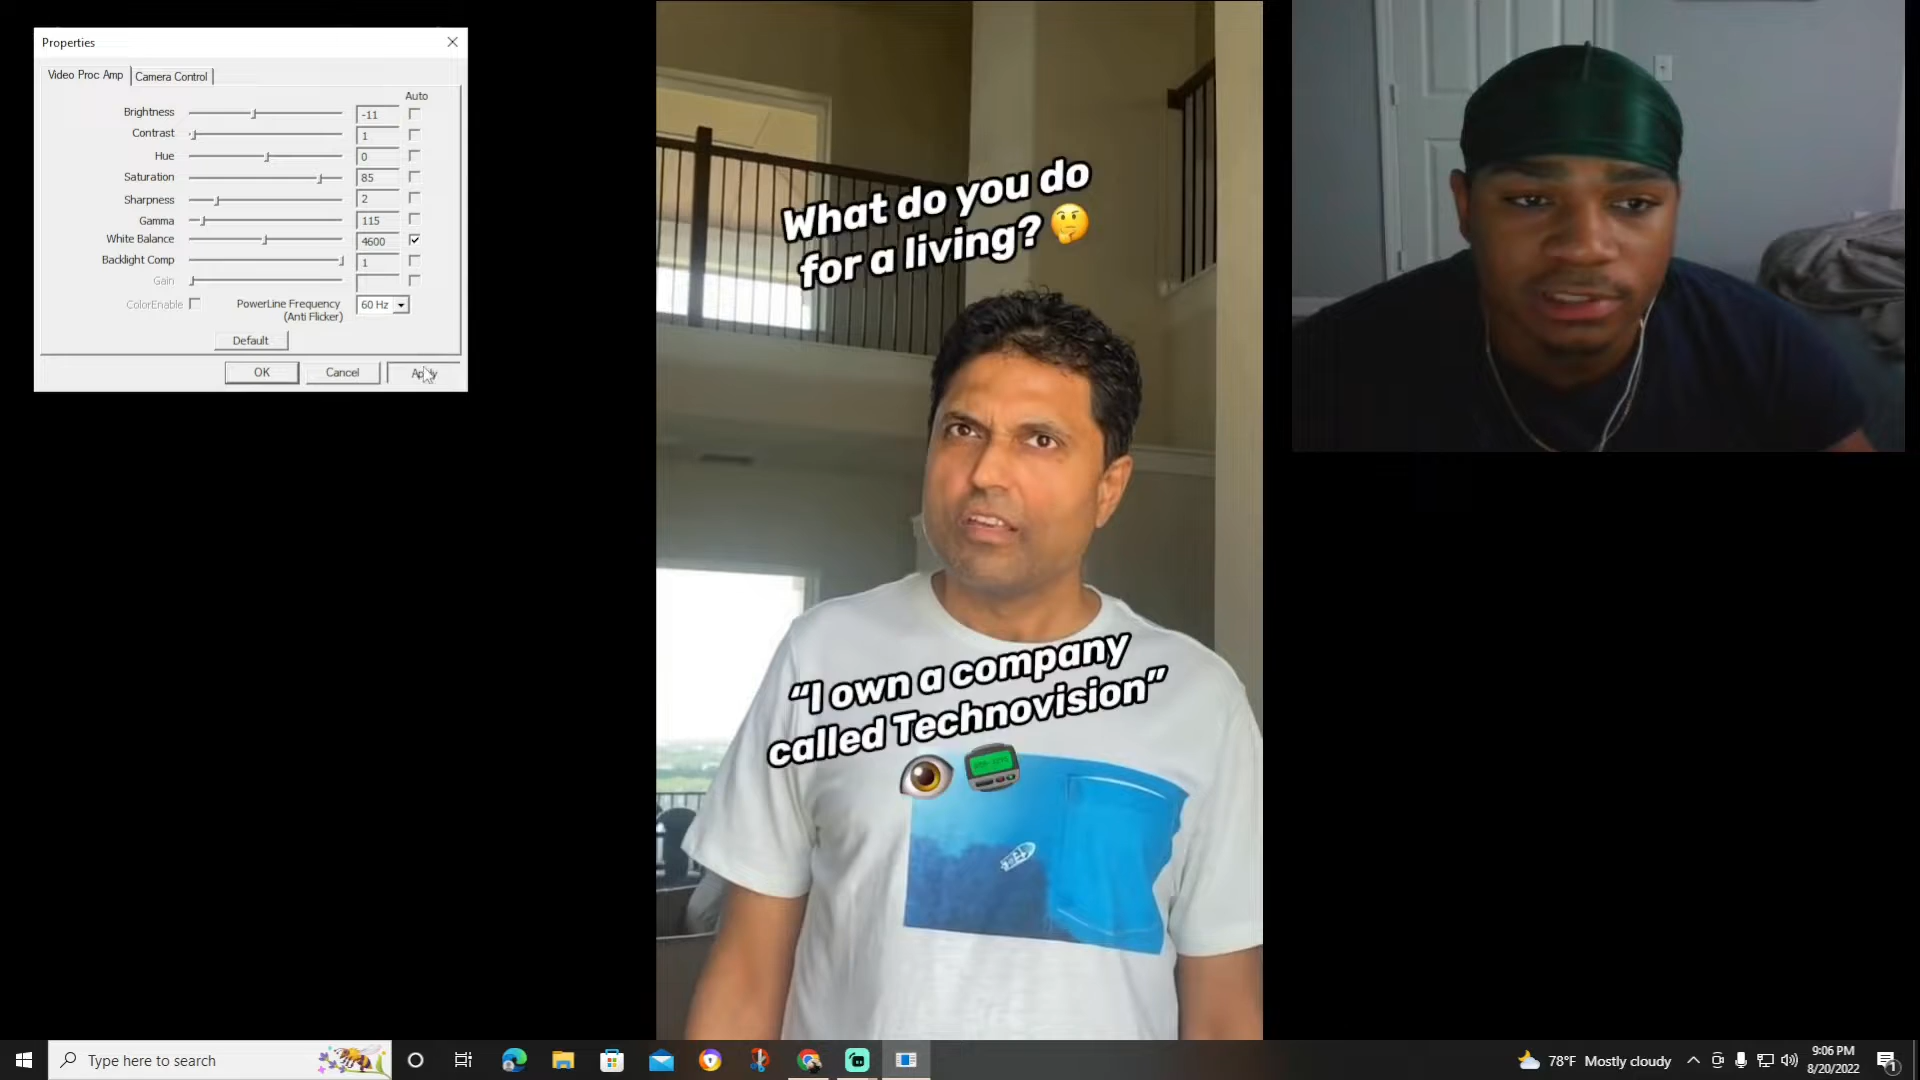 Properties
Video Proc Amp
Camera Control
Auto
Brightness -11
Contrast 1
Hue 0
Saturation 85
Sharpness 2
Gamma 115
White Balance 4600
Backlight Comp 1
Gain
ColorEnable
PowerLine Frequency 60 Hz
(Anti Flicker)
Default
OK Cancel Apply
What do you do
for a living? 🤔
“I own a company
called Technovision”
Type here to search
78°F Mostly cloudy
9:06 PM
8/20/2022
1